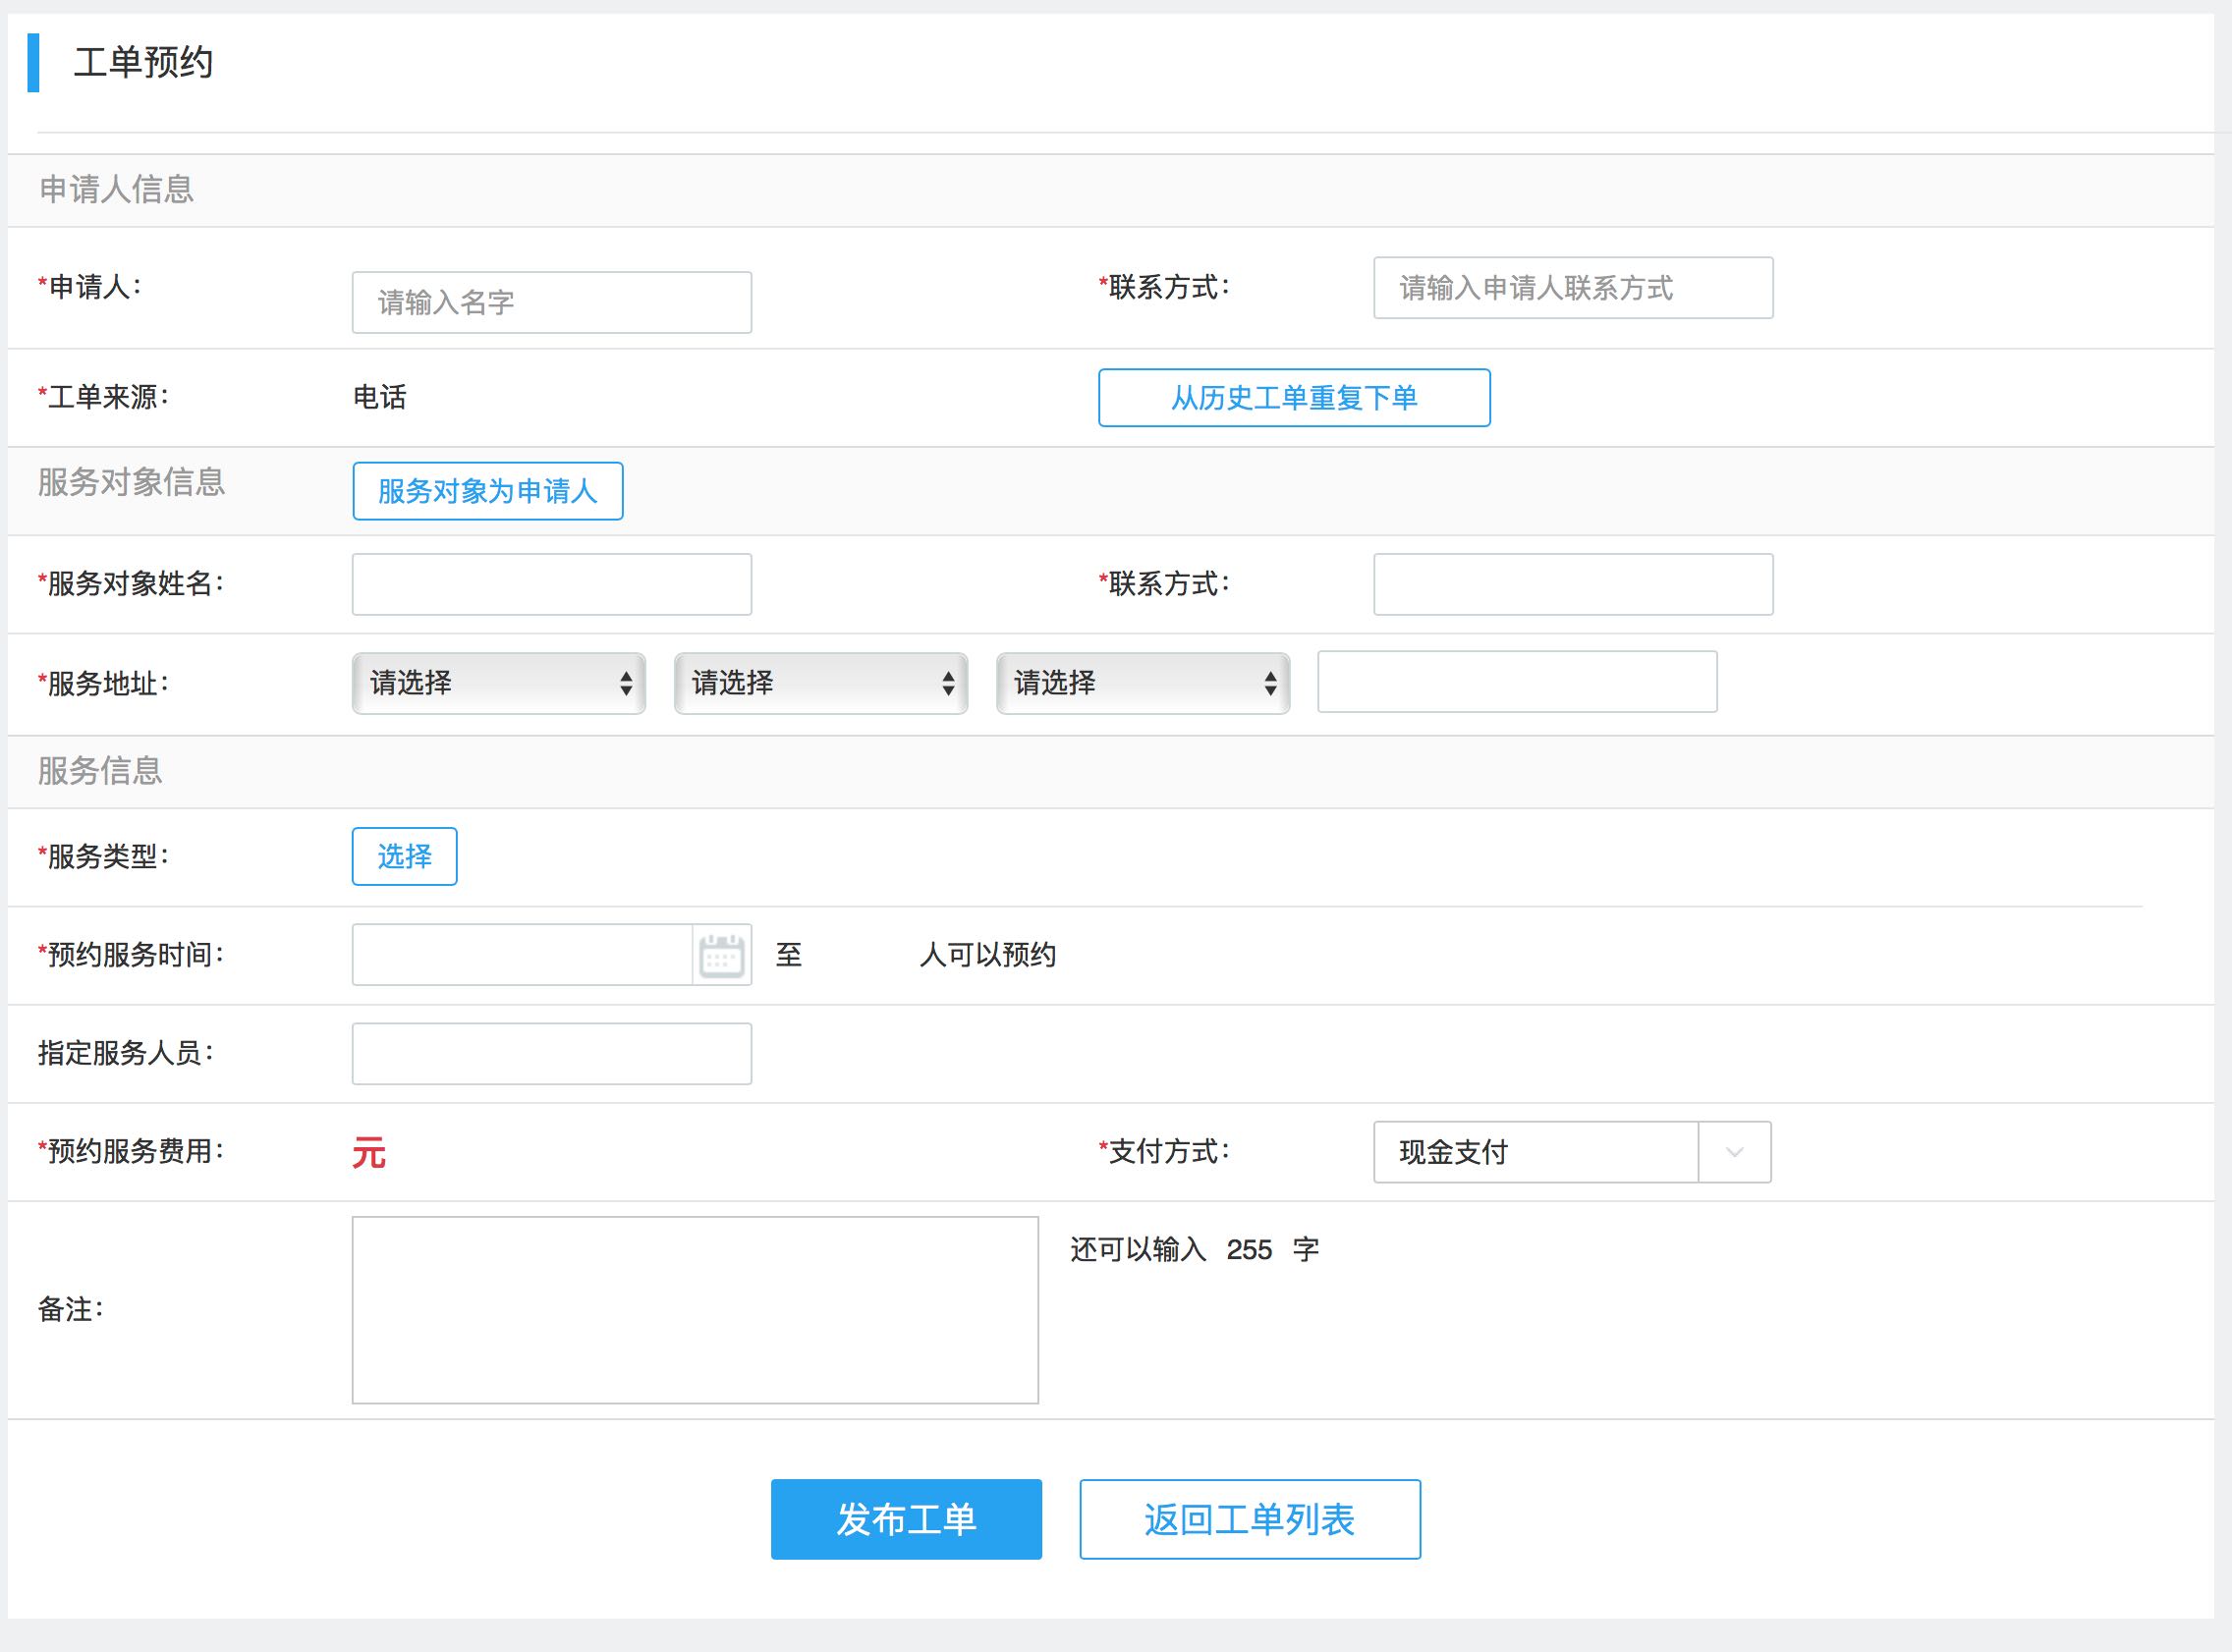 工单预约
申请人信息
*申请人： 请输入名字 *联系方式： 请输入申请人联系方式
*工单来源： 电话 从历史工单重复下单
服务对象信息 服务对象为申请人
*服务对象姓名： *联系方式：
*服务地址： 请选择 请选择 请选择
服务信息
*服务类型： 选择
*预约服务时间： 至 人可以预约
指定服务人员：
*预约服务费用： 元 *支付方式： 现金支付
还可以输入 255 字
备注：
发布工单 返回工单列表